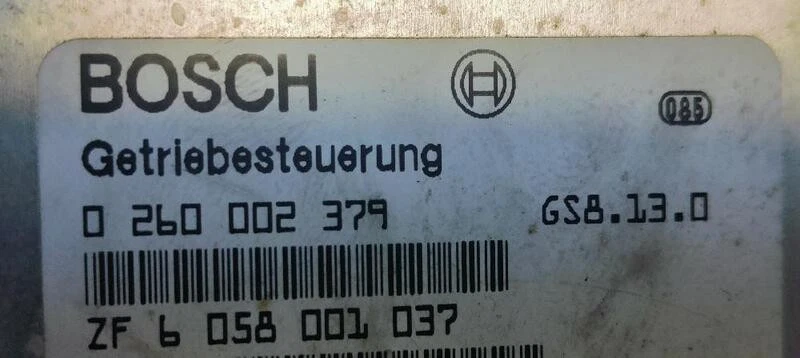 BOSCH
085
Getriebesteuerung
0 260 002 379 GS8.13.0
ZF 6 058 001 037